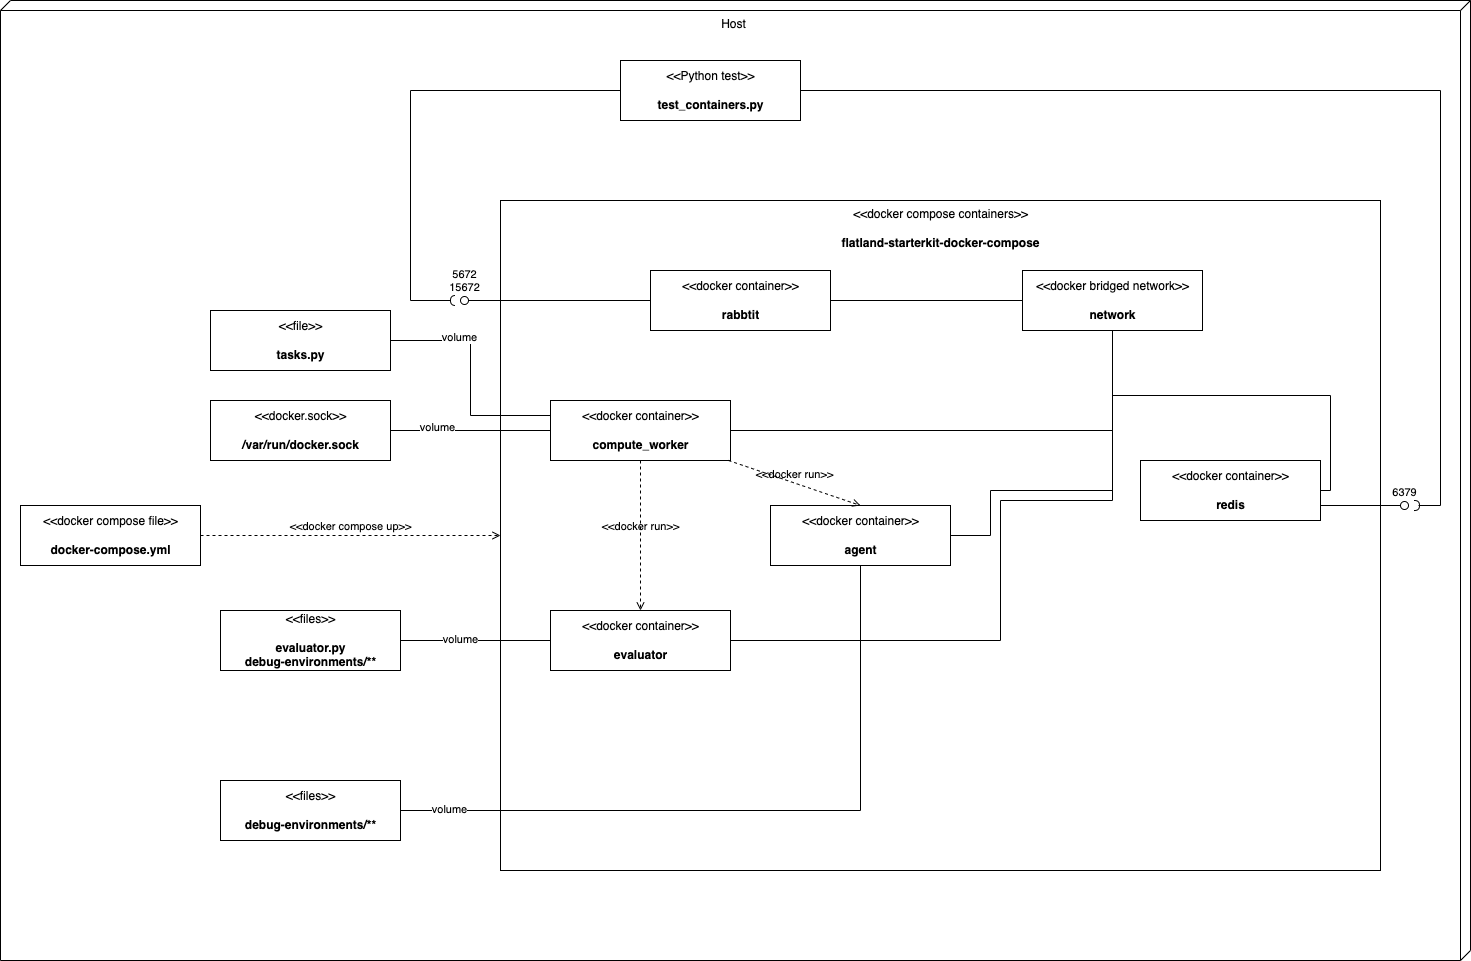 Host
<<Python test>>
test_containers.py
<<docker compose containers>>
flatland-starterkit-docker-compose
5672
15672
<<docker container>>
rabbtit
<<docker bridged network>>
network
<<file>>
tasks.py
volume
<<docker.sock>>
/var/run/docker.sock
volume
<<docker container>>
compute_worker
<<docker run>>
<<docker container>>
redis
6379
<<docker compose file>>
docker-compose.yml
<<docker compose up>>
<<docker run>>
<<docker container>>
agent
<<files>>
evaluator.py
debug-environments/**
volume
<<docker container>>
evaluator
<<files>>
debug-environments/**
volume